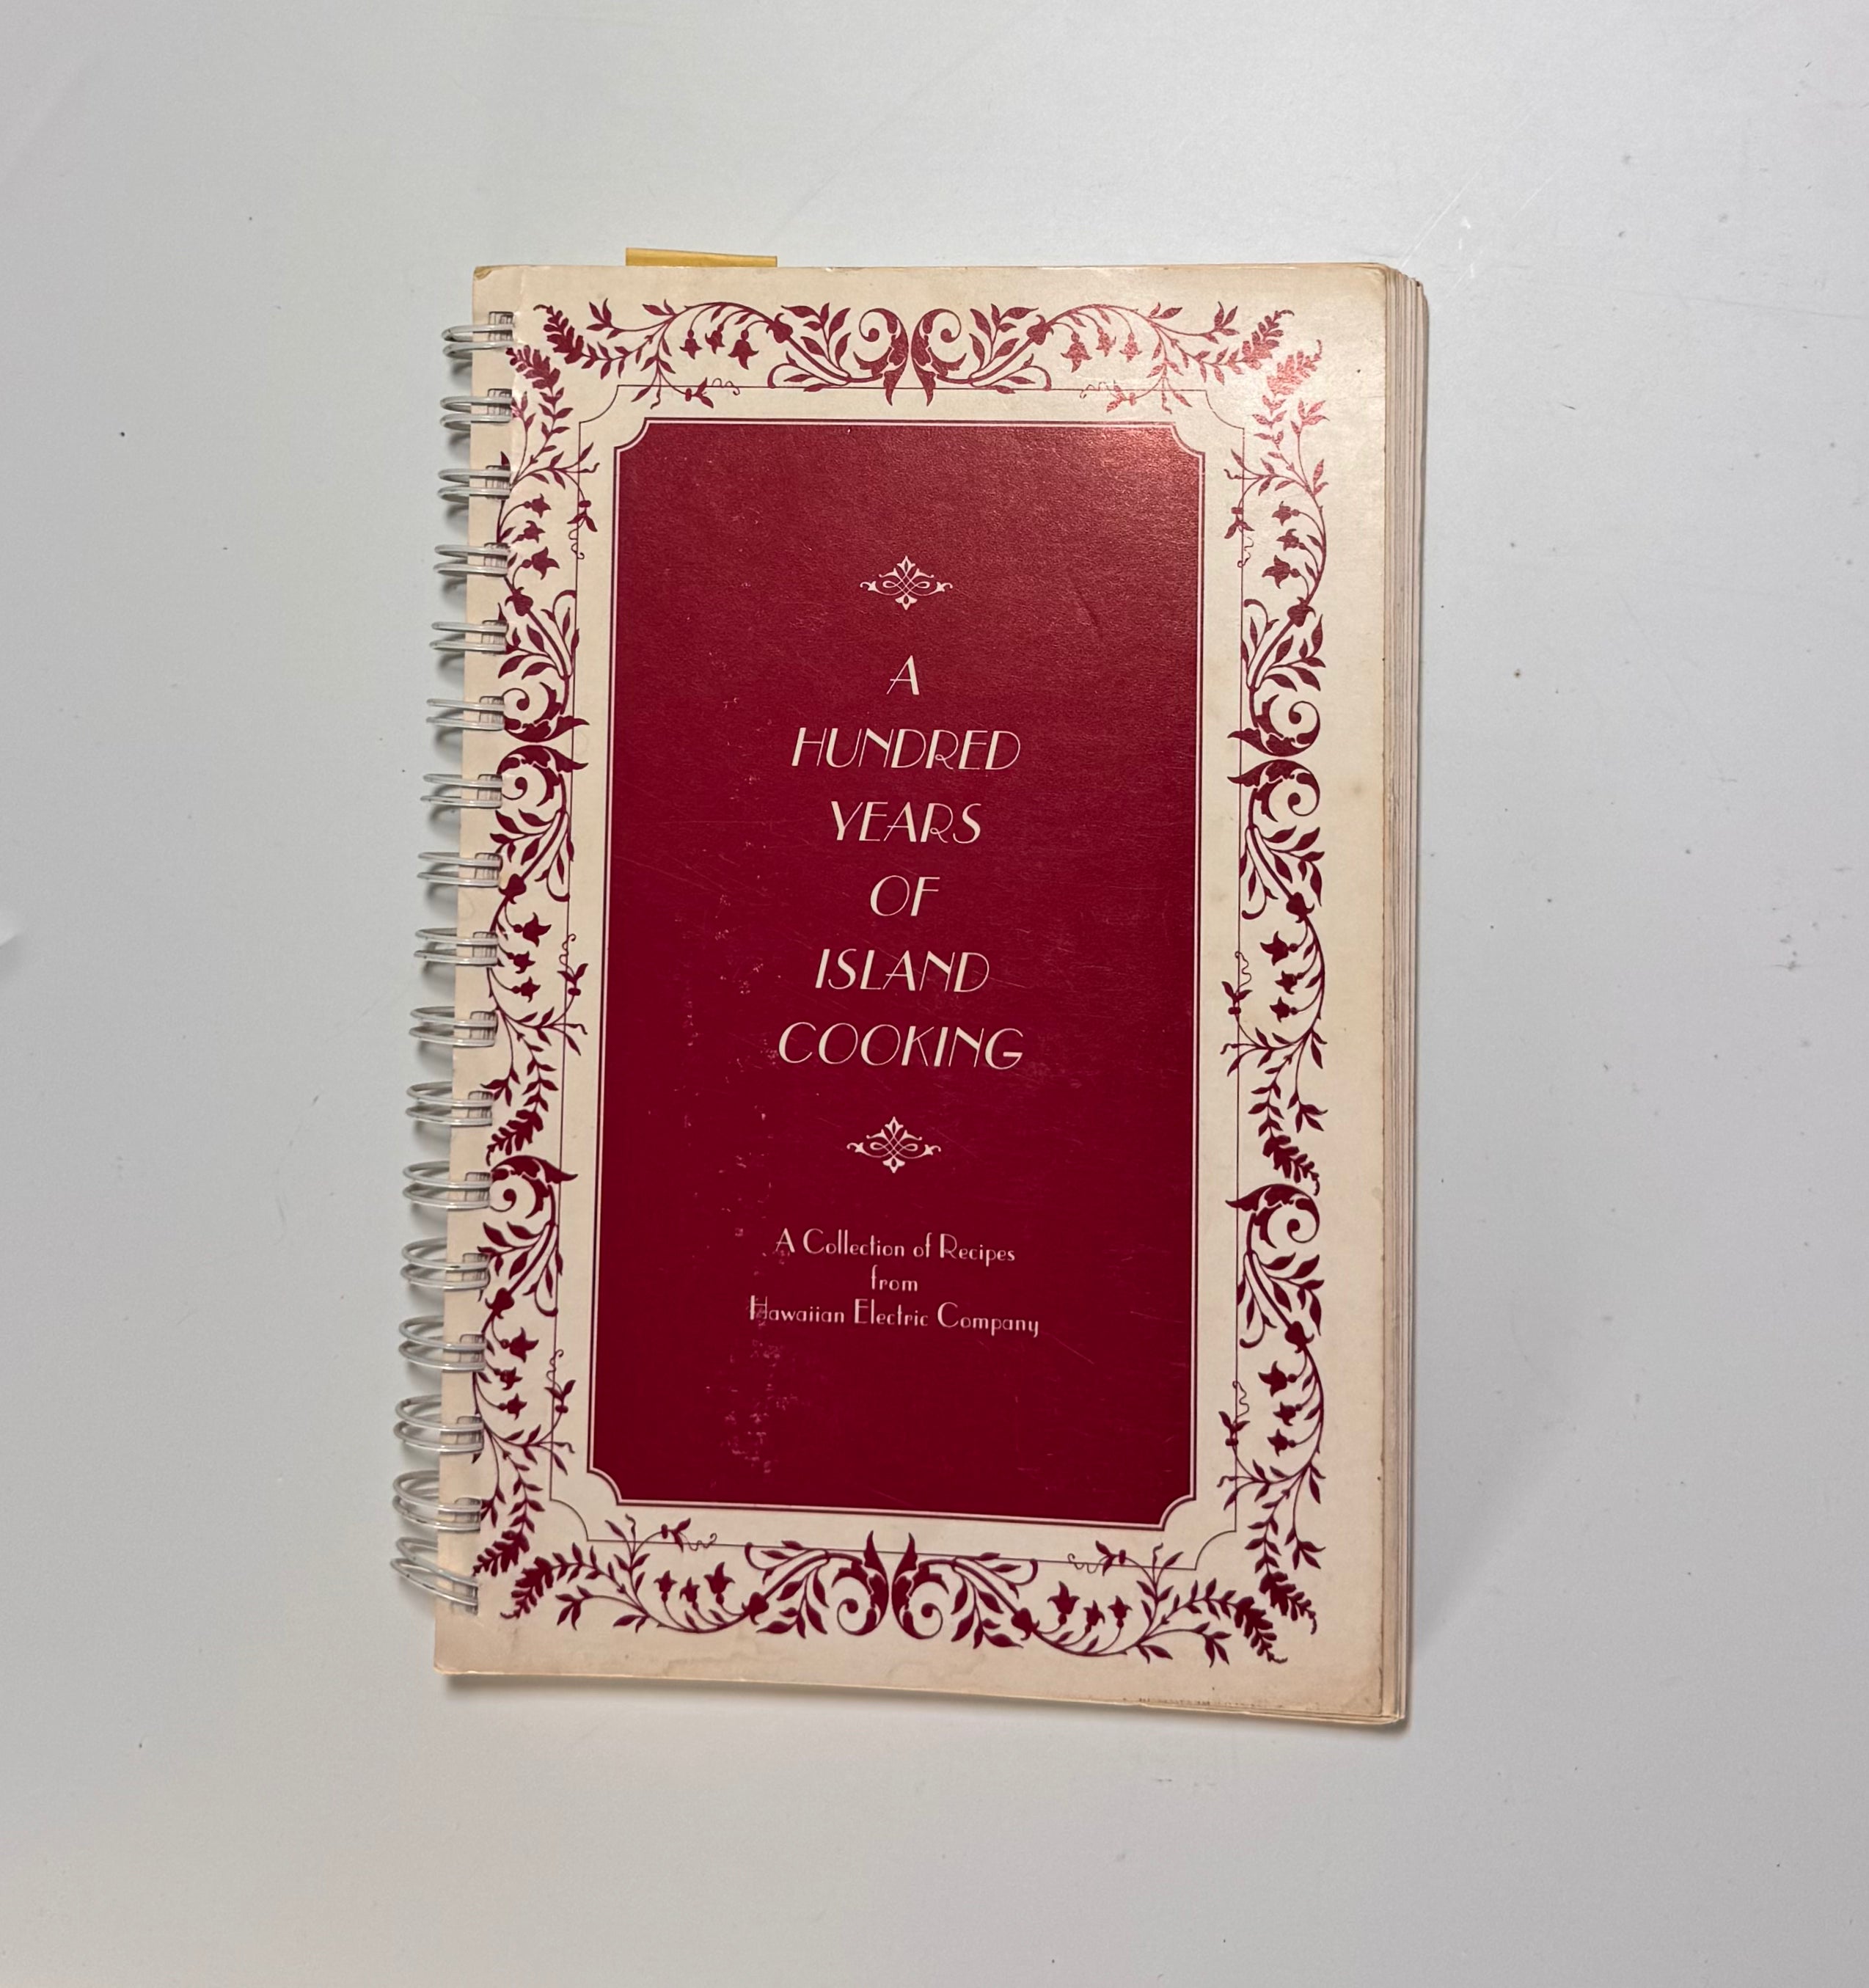 A
HUNDRED
YEARS
OF
ISLAND
COOKING
A Collection of Recipes
from
Hawaiian Electric Company